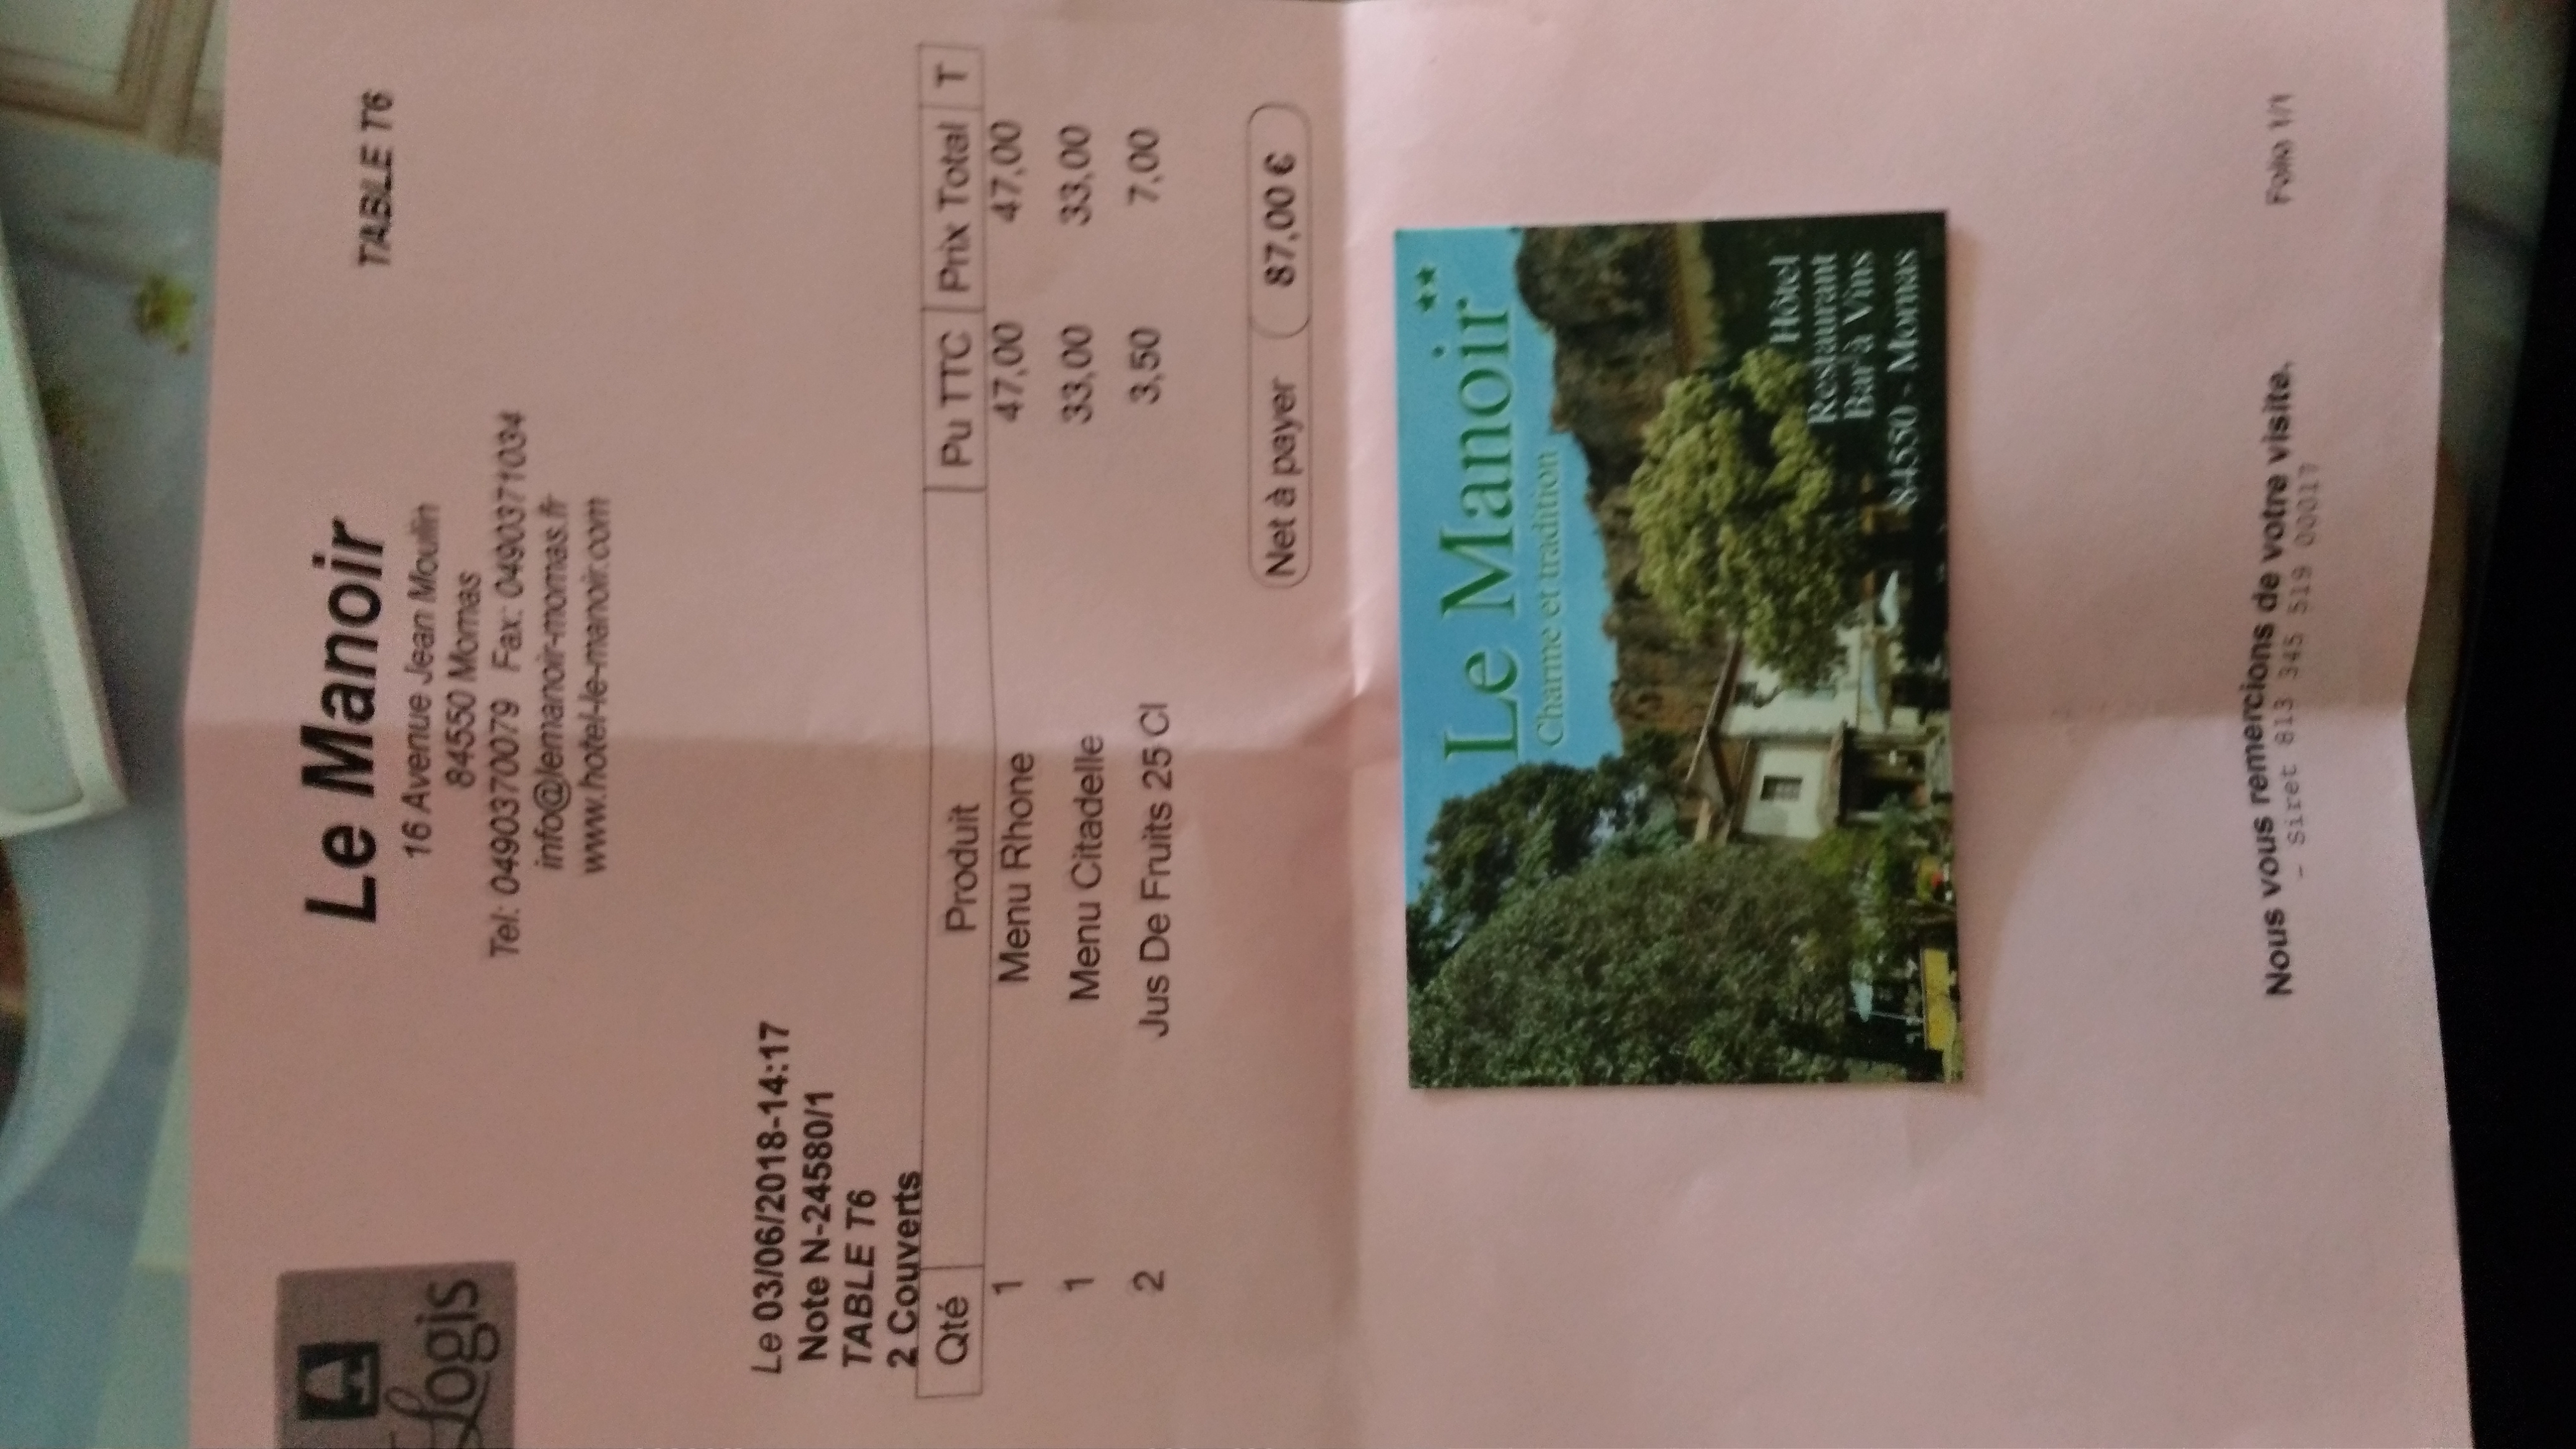 Logis
Le Manoir
16 Avenue Jean Moulin
84550 Mornas
Tel: 0490370079 Fax: 0490371034
info@lemanoir-mornas.fr
www.hotel-le-manoir.com
TABLE T6
Le 03/06/2018-14:17
Note N-24580/1
TABLE T6
2 Couverts
Qté Produit Pu TTC Prix Total T
1 Menu Rhone 47,00 47,00
1 Menu Citadelle 33,00 33,00
2 Jus De Fruits 25 Cl 3,50 7,00
Net à payer 87,00 €
Le Manoir **
Charme et tradition
Hôtel
Restaurant
Bar à Vins
84550 - Mornas
Nous vous remercions de votre visite.
- Siret 813 345 519 00017
Folio 1/1